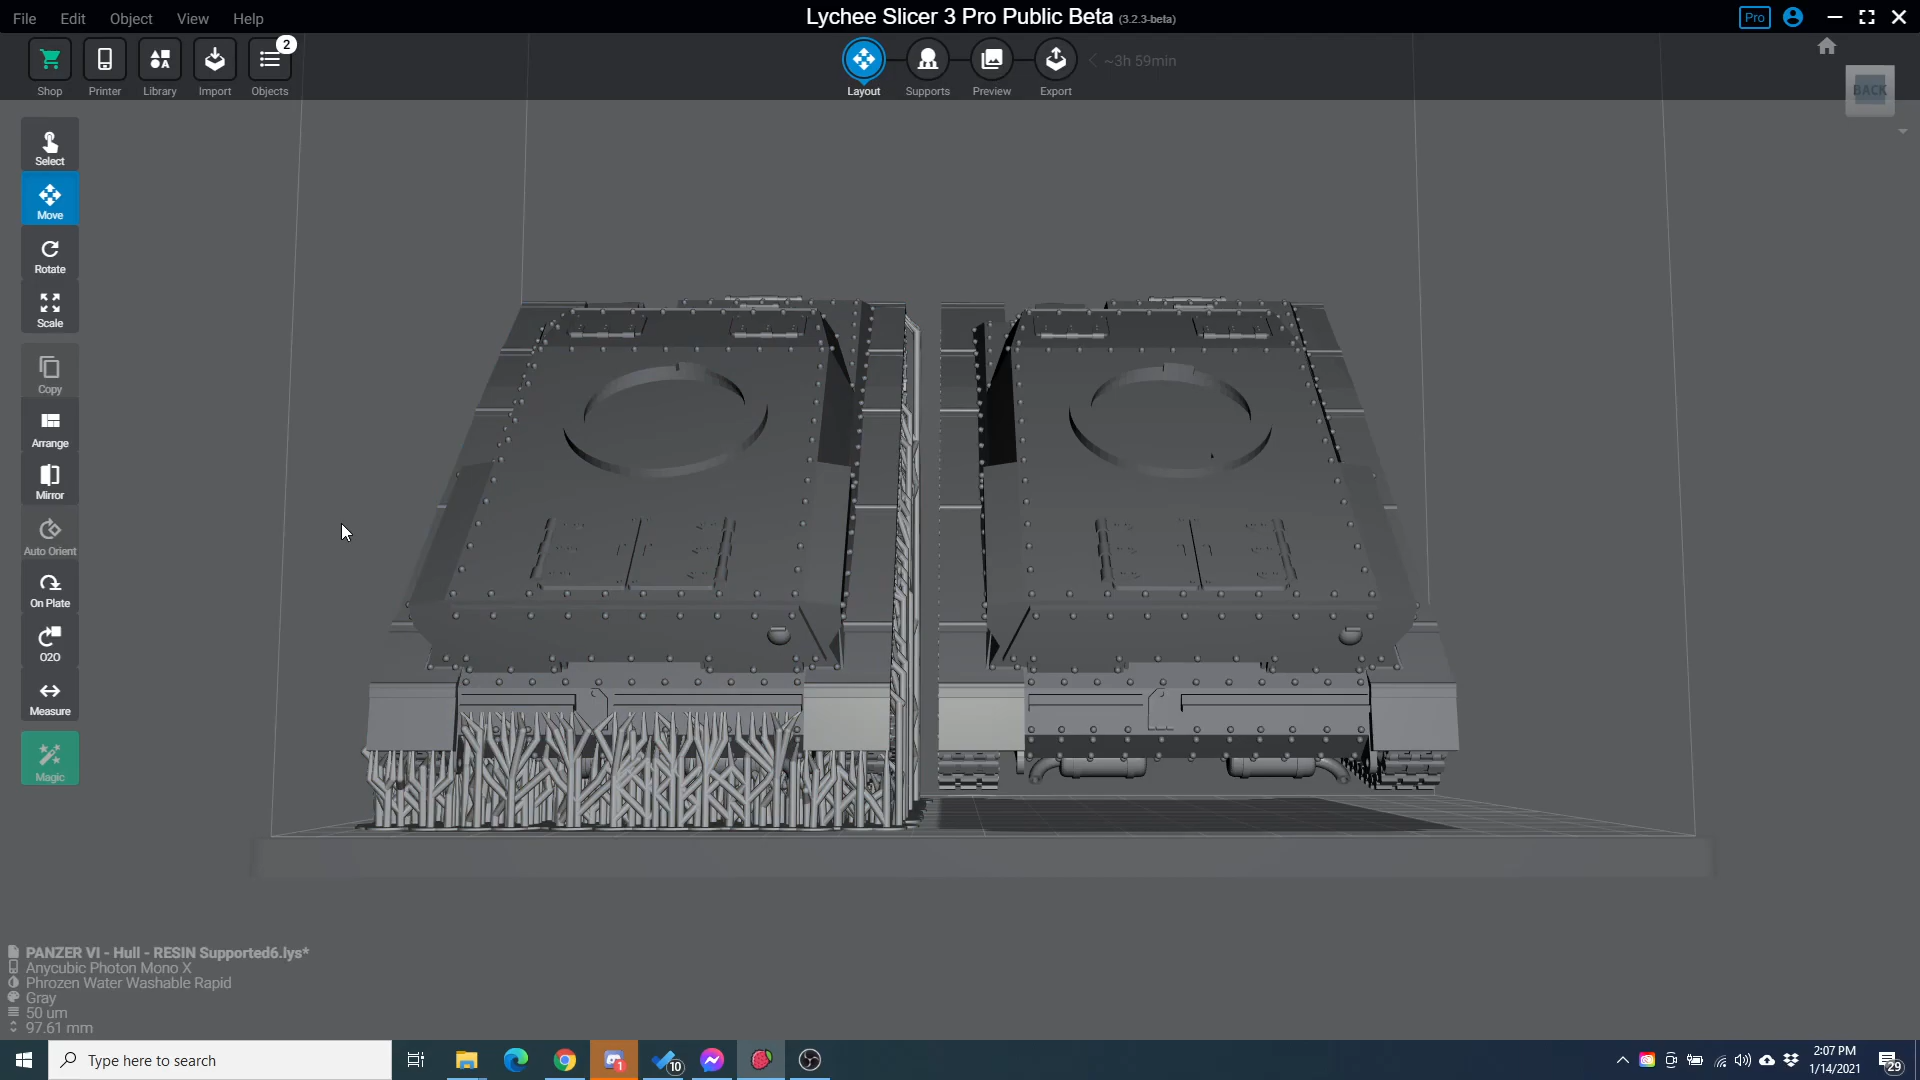 File Edit Object View Help
Lychee Slicer 3 Pro Public Beta (3.2.3-beta)
Pro
2
~3h 59min
Shop Printer Library Import Objects
Layout Supports Preview Export
BACK
Select
Move
Rotate
Scale
Copy
Arrange
Mirror
Auto Orient
On Plate
O2O
Measure
Magic
PANZER VI - Hull - RESIN Supported6.lys*
Anycubic Photon Mono X
Phrozen Water Washable Rapid
Gray
50 um
97.61 mm
Type here to search
1
10
2:07 PM
1/14/2021
29